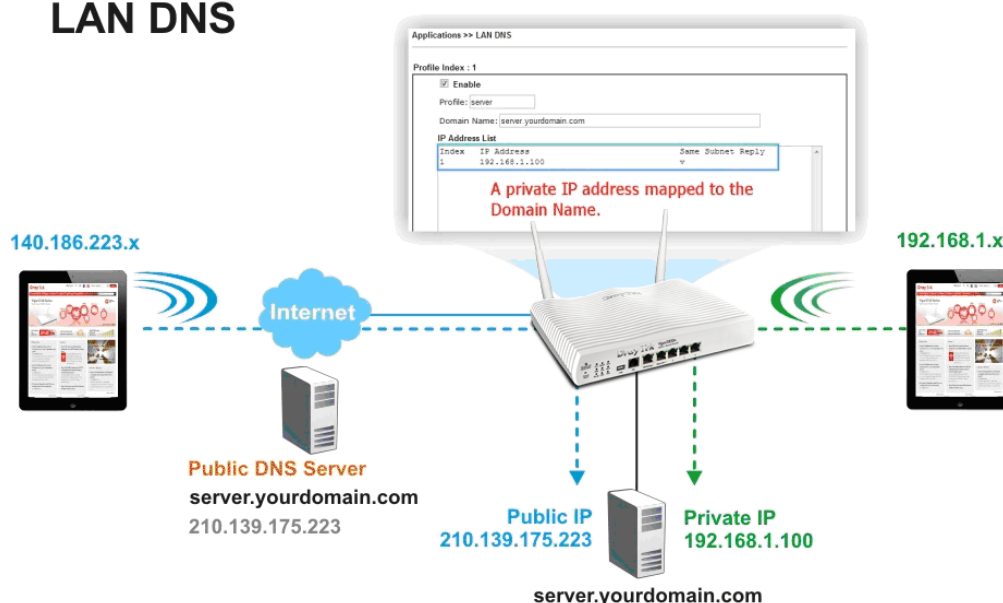 LAN DNS
Applications >> LAN DNS
Profile Index : 1
Enable
Profile: server
Domain Name: server.yourdomain.com
IP Address List
Index IP Address Same Subnet Reply
1 192.168.1.100 v
A private IP address mapped to the
Domain Name.
140.186.223.x
192.168.1.x
Internet
DrayTek
Public DNS Server
server.yourdomain.com
210.139.175.223
Public IP
210.139.175.223
Private IP
192.168.1.100
server.yourdomain.com